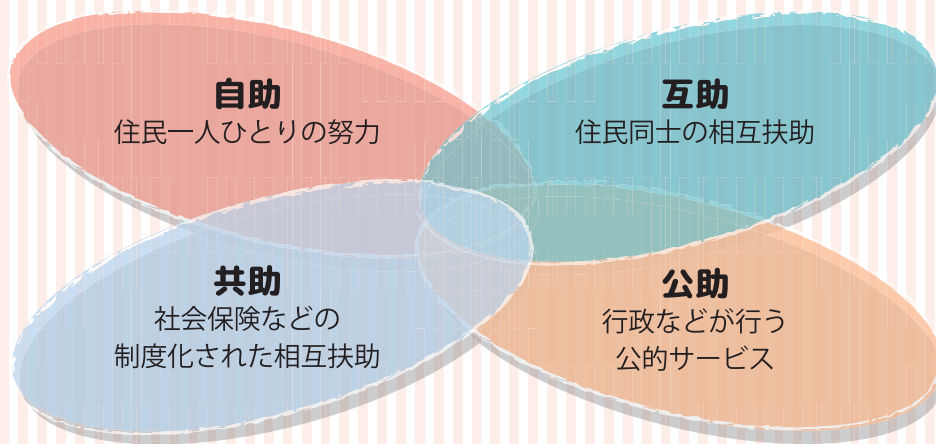 自助
住民一人ひとりの努力
互助
住民同士の相互扶助
共助
社会保険などの
制度化された相互扶助
公助
行政などが行う
公的サービス